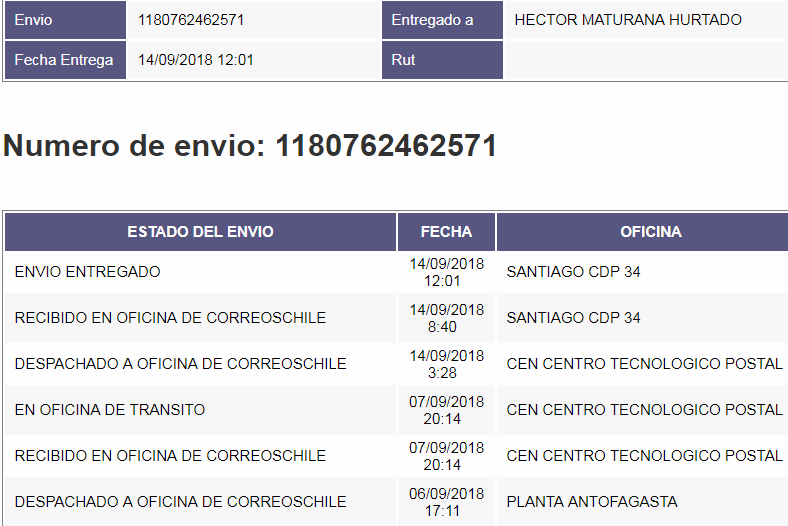 Envio 1180762462571 Entregado a HECTOR MATURANA HURTADO
Fecha Entrega 14/09/2018 12:01 Rut
Numero de envio: 1180762462571
ESTADO DEL ENVIO FECHA OFICINA
ENVIO ENTREGADO 14/09/2018 12:01 SANTIAGO CDP 34
RECIBIDO EN OFICINA DE CORREOSCHILE 14/09/2018 8:40 SANTIAGO CDP 34
DESPACHADO A OFICINA DE CORREOSCHILE 14/09/2018 3:28 CEN CENTRO TECNOLOGICO POSTAL
EN OFICINA DE TRANSITO 07/09/2018 20:14 CEN CENTRO TECNOLOGICO POSTAL
RECIBIDO EN OFICINA DE CORREOSCHILE 07/09/2018 20:14 CEN CENTRO TECNOLOGICO POSTAL
DESPACHADO A OFICINA DE CORREOSCHILE 06/09/2018 17:11 PLANTA ANTOFAGASTA